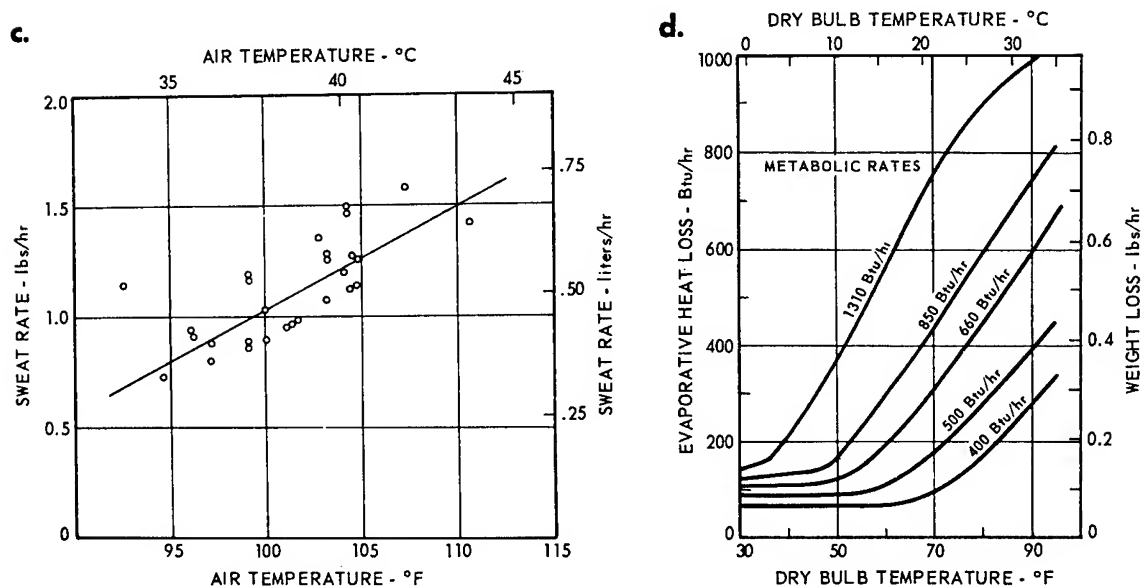 c.
AIR TEMPERATURE - °C
35 40 45
2.0
1.5
1.0
0.5
0
SWEAT RATE - lbs/hr
.75
.50
.25
SWEAT RATE - liters/hr
95 100 105 110 115
AIR TEMPERATURE - °F
d.
DRY BULB TEMPERATURE - °C
0 10 20 30
1000
800
600
400
200
0
EVAPORATIVE HEAT LOSS - Btu/hr
METABOLIC RATES
1310 Btu/hr
850 Btu/hr
660 Btu/hr
500 Btu/hr
400 Btu/hr
0.8
0.6
0.4
0.2
0
WEIGHT LOSS - lbs/hr
30 50 70 90
DRY BULB TEMPERATURE - °F